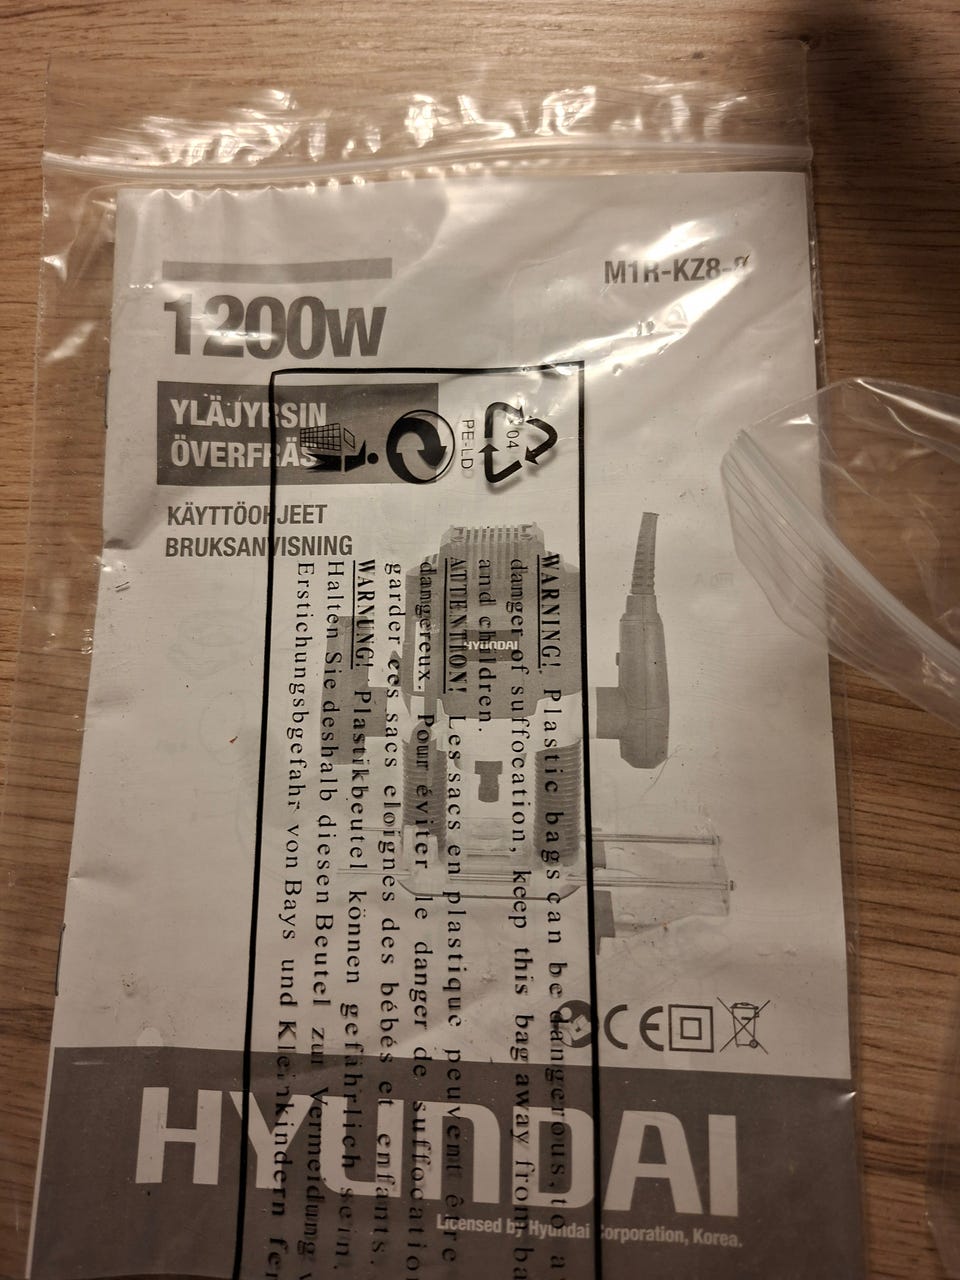 M1R-KZ8-
1200W
YLÄJYRSIN
ÖVERFRÄS
KÄYTTÖOHJEET
BRUKSANVISNING
04
PE-LD
WARNING! Plastic bags can be dangerous, to
danger of suffocation, keep this bag away from
and children.
ATTENTION! Les sacs en plastique peuvent être
dangereux. Pour éviter le danger de suffocation
garder ces sacs eloignes des bébés et enfants.
WARNUNG! Plastikbeutel können gefährlich sein.
Halten Sie deshalb diesen Beutel zur Vermeidung
Erstichungsbgefahr von Bays und Kleinkindern
HYUNDAI
CE
HYUNDAI
Licensed by Hyundai Corporation, Korea.